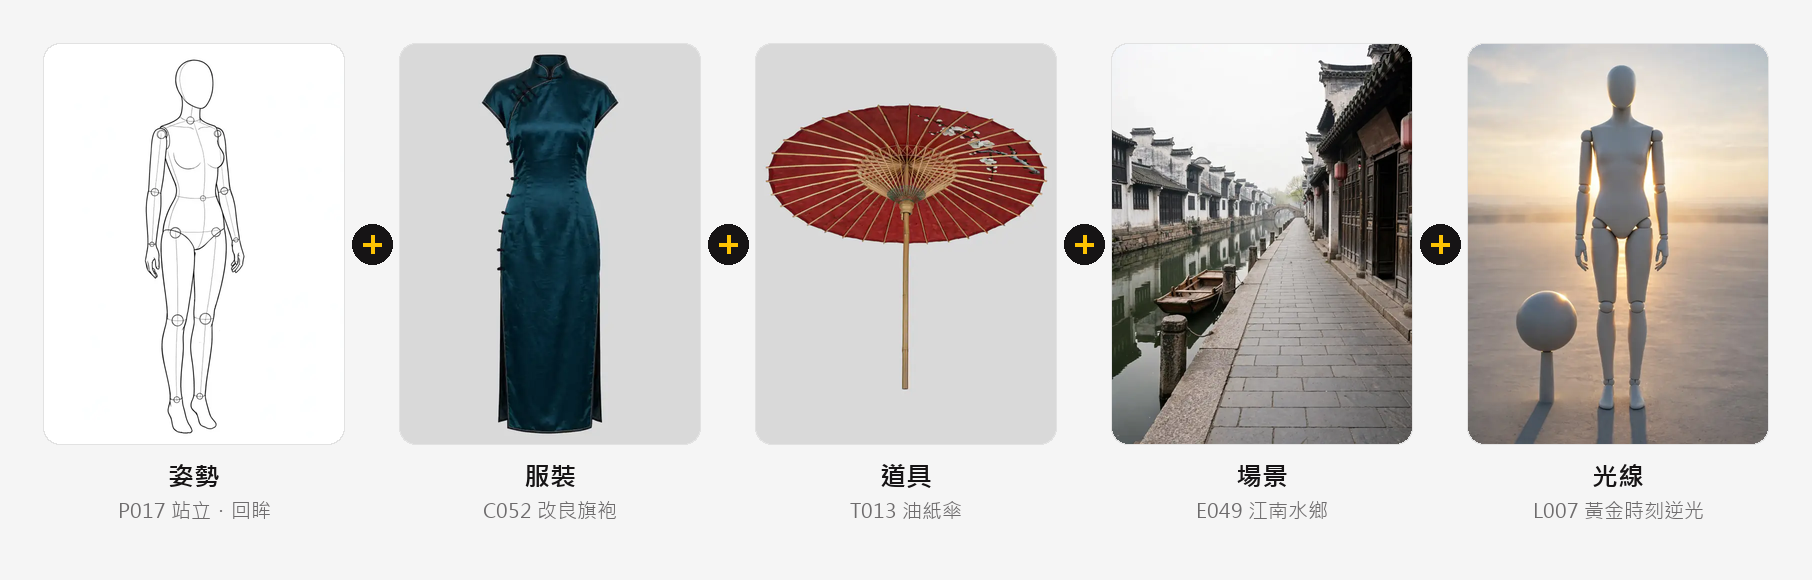 姿勢
P017 站立 · 回眸
服裝
C052 改良旗袍
道具
T013 油紙傘
場景
E049 江南水鄉
光線
L007 黃金時刻逆光